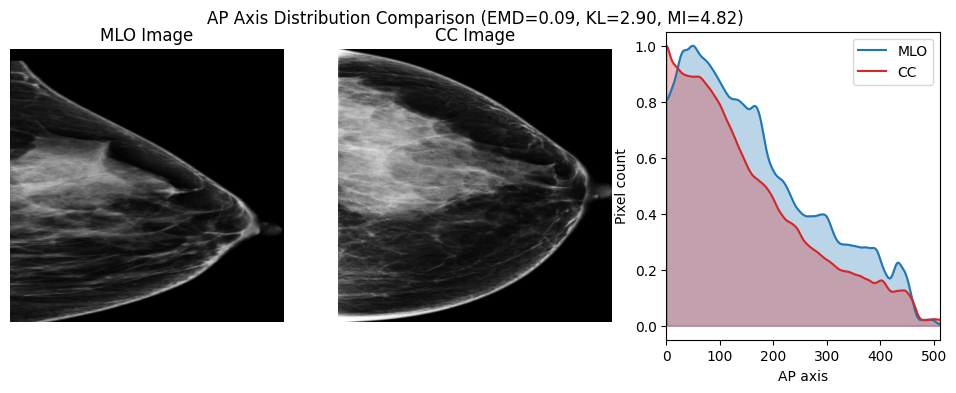 AP Axis Distribution Comparison (EMD=0.09, KL=2.90, MI=4.82)
MLO Image
CC Image
MLO
CC
Pixel count
1.0
0.8
0.6
0.4
0.2
0.0
0 100 200 300 400 500
AP axis